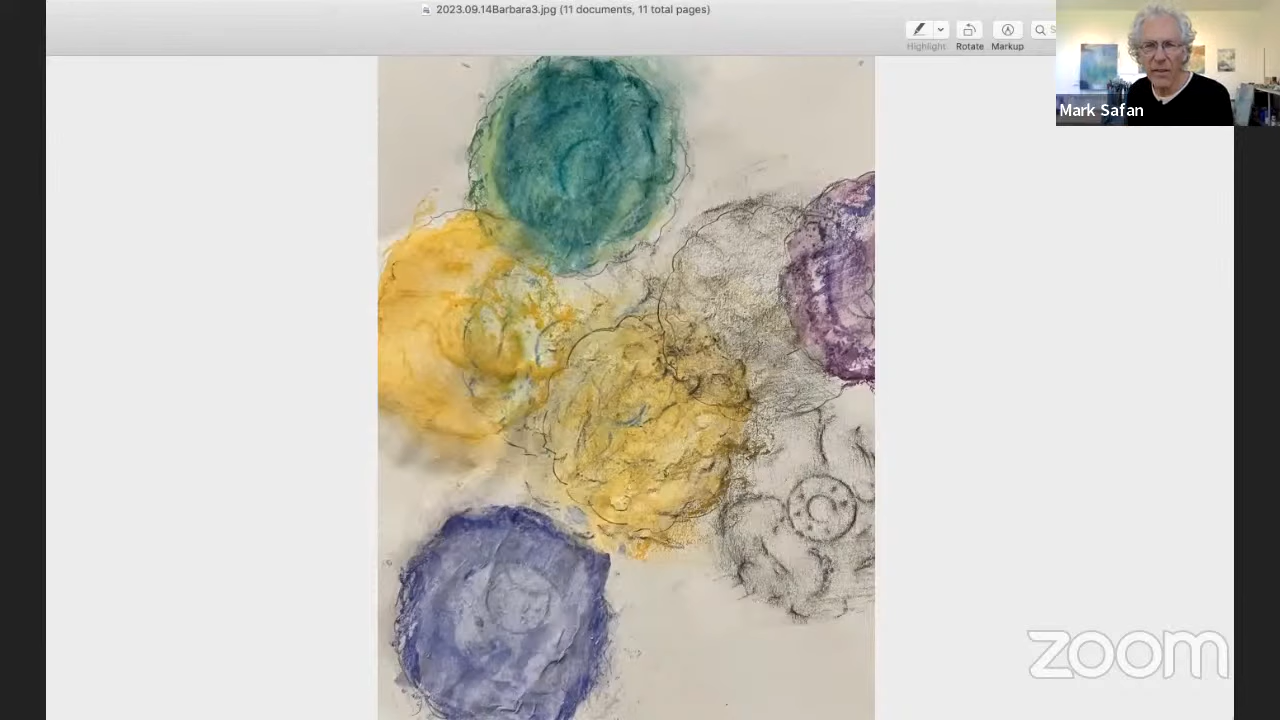 2023.09.14Barbara3.jpg (11 documents, 11 total pages)
Highlight
Rotate
Markup
Mark Safan
zoom